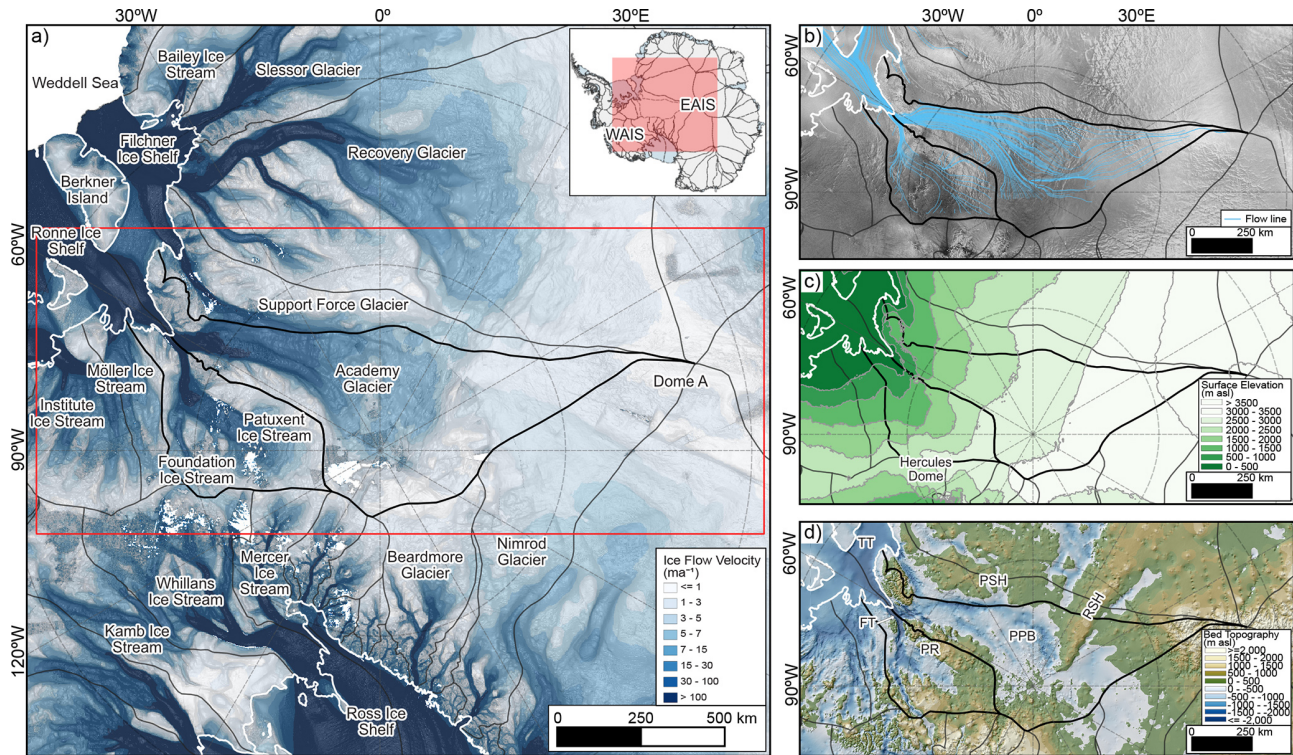 30ºW
0ºE
30ºE
a)
Bailey Ice
Stream
Slessor Glacier
Weddell Sea
EAIS
WAIS
Filchner
Ice Shelf
Recovery Glacier
Berkner
Island
60ºW
Ronne Ice
Shelf
Support Force Glacier
Möller Ice
Stream
Academy
Glacier
Dome A
Institute
Ice Stream
Patuxent
Ice Stream
90ºW
Foundation
Ice Stream
Mercer
Ice
Stream
Beardmore
Glacier
Nimrod
Glacier
Whillans
Ice Stream
Kamb Ice
Stream
120ºW
Ross Ice
Shelf
Ice Flow Velocity
(ma⁻¹)
<= 1
1 - 3
3 - 5
5 - 7
7 - 15
15 - 30
30 - 100
> 100
0 250 500 km
30ºW
0º
30ºE
b)
60ºW
90ºW
Flow line
0 250 km
c)
60ºW
90ºW
Hercules
Dome
Surface Elevation
(m asl)
> 3500
3000 - 3500
2500 - 3000
2000 - 2500
1500 - 2000
1000 - 1500
500 - 1000
0 - 500
0 250 km
d)
TT
60ºW
PSH
RSH
FT
PR
PPB
90ºW
Bed Topography
(m asl)
>=2,000
1500 - 2000
1000 - 1500
500 - 1000
0 - 500
0 - -500
-500 - -1000
-1000 - -1500
-1500 - -2000
<= -2,000
0 250 km